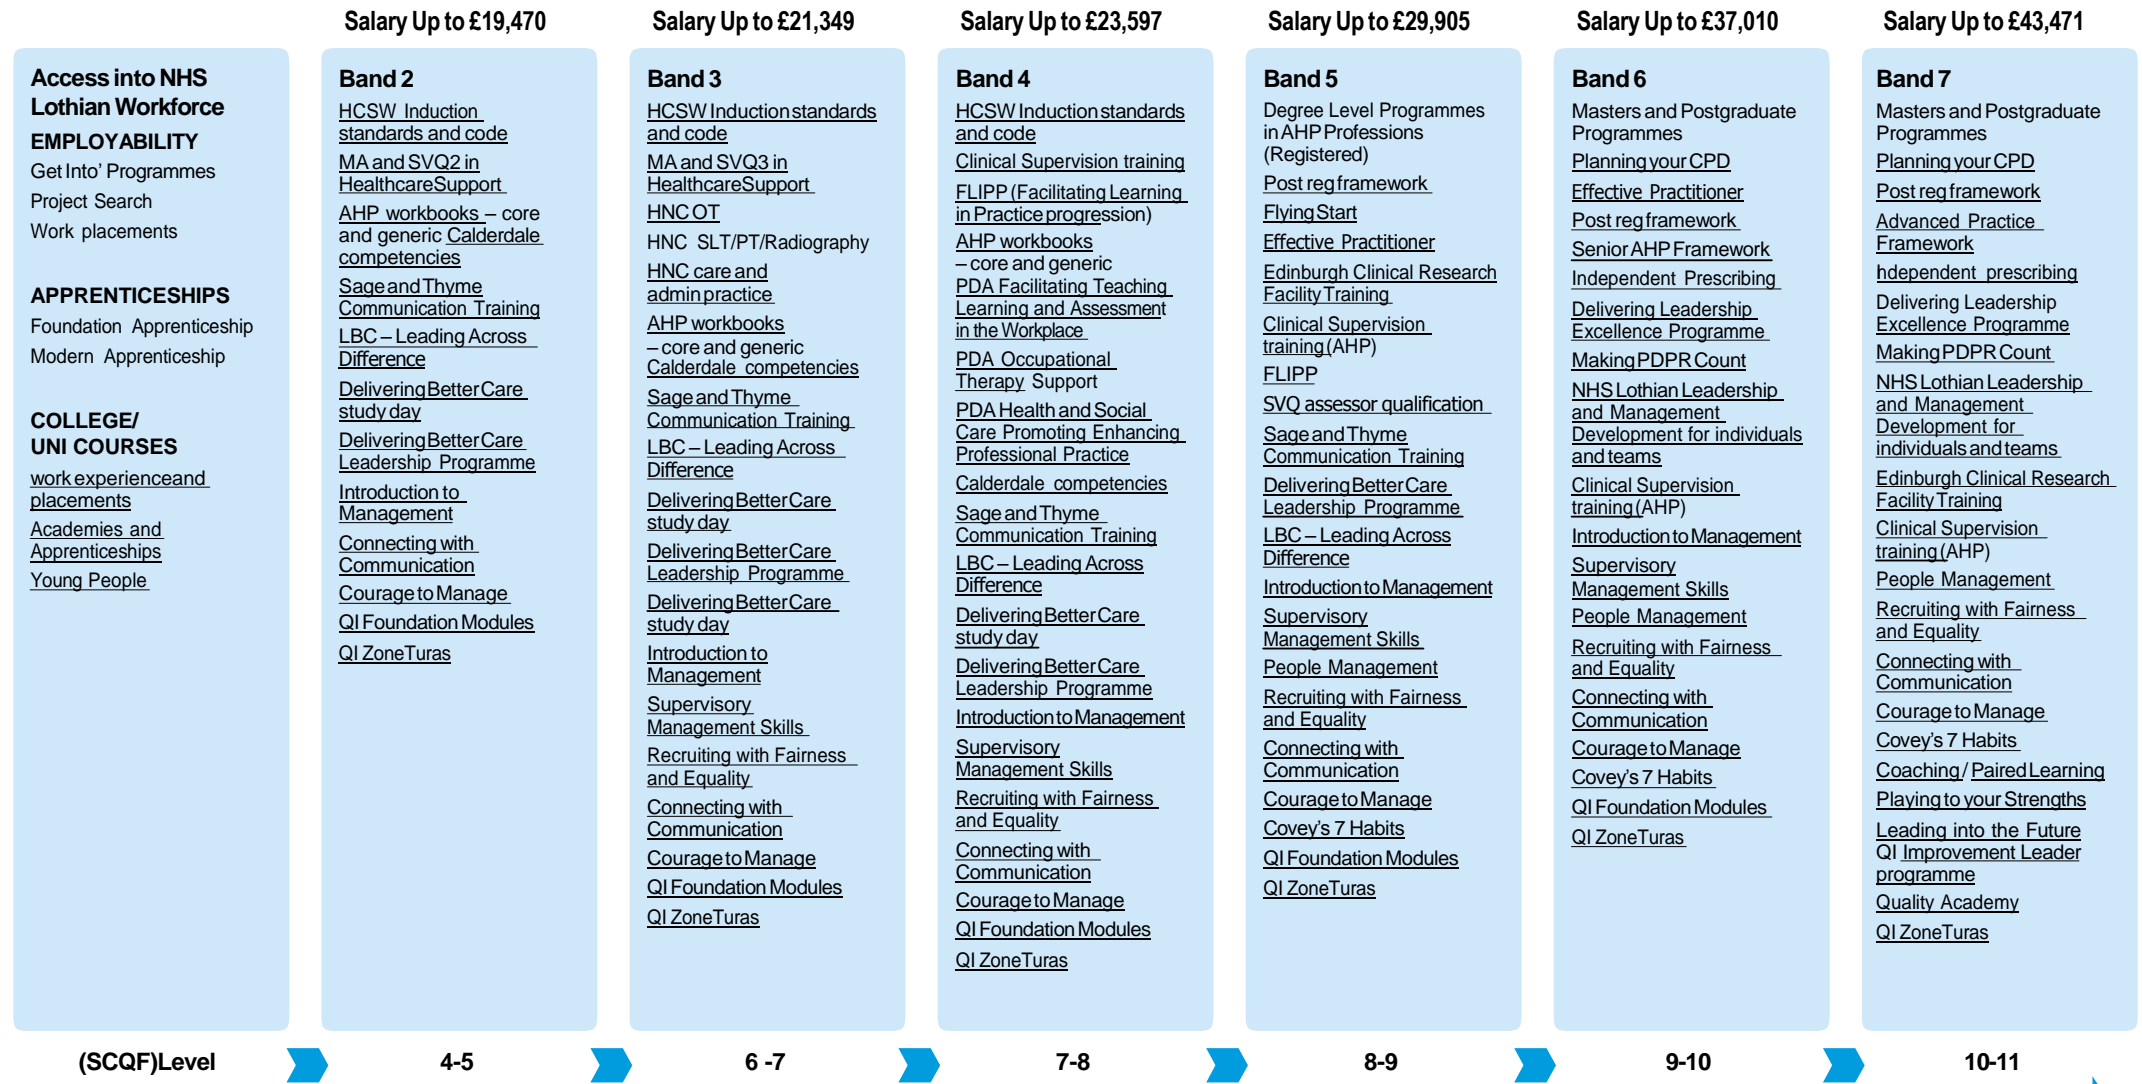 Salary Up to £19,470
Salary Up to £21,349
Salary Up to £23,597
Salary Up to £29,905
Salary Up to £37,010
Salary Up to £43,471
Access into NHS
Lothian Workforce
EMPLOYABILITY
Get Into' Programmes
Project Search
Work placements
APPRENTICESHIPS
Foundation Apprenticeship
Modern Apprenticeship
COLLEGE/
UNI COURSES
work experience and
placements
Academies and
Apprenticeships
Young People
Band 2
HCSW Induction
standards and code
MA and SVQ2 in
HealthcareSupport
AHP workbooks – core
and generic Calderdale
competencies
Sage and Thyme
Communication Training
LBC – Leading Across
Difference
Delivering Better Care
study day
Delivering Better Care
Leadership Programme
Introduction to
Management
Connecting with
Communication
Courage to Manage
QI Foundation Modules
QI Zone Turas
Band 3
HCSW Induction standards
and code
MA and SVQ3 in
HealthcareSupport
HNC OT
HNC SLT/PT/Radiography
HNC care and
admin practice
AHP workbooks
– core and generic
Calderdale competencies
Sage and Thyme
Communication Training
LBC – Leading Across
Difference
Delivering Better Care
study day
Delivering Better Care
Leadership Programme
Delivering Better Care
study day
Introduction to
Management
Supervisory
Management Skills
Recruiting with Fairness
and Equality
Connecting with
Communication
Courage to Manage
QI Foundation Modules
QI Zone Turas
Band 4
HCSW Induction standards
and code
Clinical Supervision training
FLIPP (Facilitating Learning
in Practice progression)
AHP workbooks
– core and generic
PDA Facilitating Teaching
Learning and Assessment
in the Workplace
PDA Occupational
Therapy Support
PDA Health and Social
Care Promoting Enhancing
Professional Practice
Calderdale competencies
Sage and Thyme
Communication Training
LBC – Leading Across
Difference
Delivering Better Care
study day
Delivering Better Care
Leadership Programme
Introduction to Management
Supervisory
Management Skills
Recruiting with Fairness
and Equality
Connecting with
Communication
Courage to Manage
QI Foundation Modules
QI Zone Turas
Band 5
Degree Level Programmes
in AHP Professions
(Registered)
Post reg framework
Flying Start
Effective Practitioner
Edinburgh Clinical Research
Facility Training
Clinical Supervision
training (AHP)
FLIPP
SVQ assessor qualification
Sage and Thyme
Communication Training
Delivering Better Care
Leadership Programme
LBC – Leading Across
Difference
Introduction to Management
Supervisory
Management Skills
People Management
Recruiting with Fairness
and Equality
Connecting with
Communication
Courage to Manage
Covey's 7 Habits
QI Foundation Modules
QI Zone Turas
Band 6
Masters and Postgraduate
Programmes
Planning your CPD
Effective Practitioner
Post reg framework
Senior AHP Framework
Independent Prescribing
Delivering Leadership
Excellence Programme
Making PDPR Count
NHS Lothian Leadership
and Management
Development for individuals
and teams
Clinical Supervision
training (AHP)
Introduction to Management
Supervisory
Management Skills
People Management
Recruiting with Fairness
and Equality
Connecting with
Communication
Courage to Manage
Covey's 7 Habits
QI Foundation Modules
QI Zone Turas
Band 7
Masters and Postgraduate
Programmes
Planning your CPD
Post reg framework
Advanced Practice
Framework
Independent prescribing
Delivering Leadership
Excellence Programme
Making PDPR Count
NHS Lothian Leadership
and Management
Development for
individuals and teams
Edinburgh Clinical Research
Facility Training
Clinical Supervision
training (AHP)
People Management
Recruiting with Fairness
and Equality
Connecting with
Communication
Courage to Manage
Covey's 7 Habits
Coaching / Paired Learning
Playing to your Strengths
Leading into the Future
QI Improvement Leader
programme
Quality Academy
QI Zone Turas
(SCQF)Level
4-5
6 -7
7-8
8-9
9-10
10-11